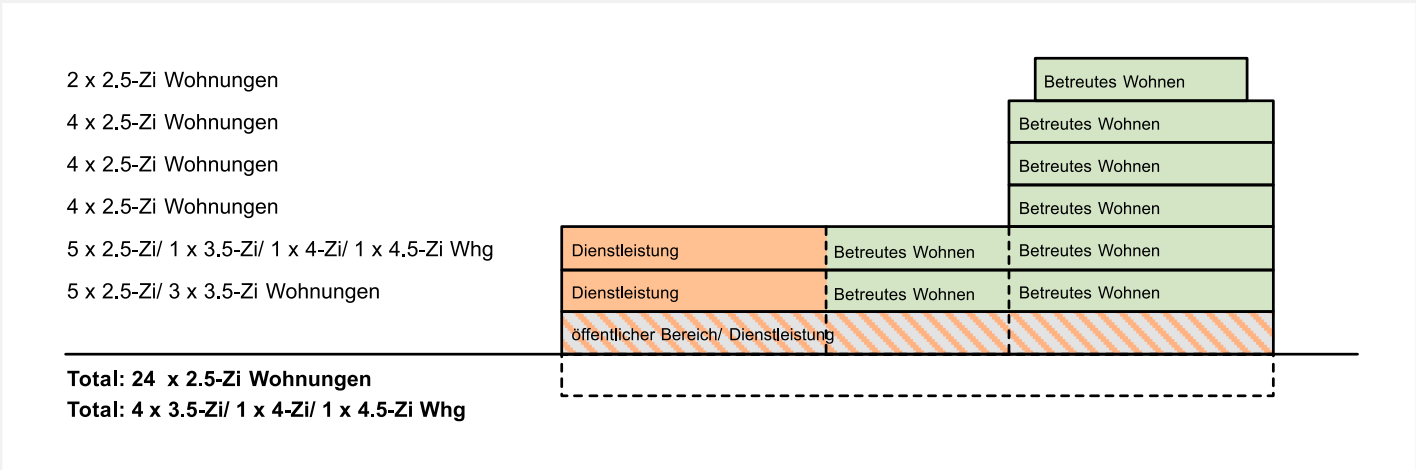 2 x 2.5-Zi Wohnungen
Betreutes Wohnen
4 x 2.5-Zi Wohnungen
Betreutes Wohnen
4 x 2.5-Zi Wohnungen
Betreutes Wohnen
4 x 2.5-Zi Wohnungen
Betreutes Wohnen
5 x 2.5-Zi/ 1 x 3.5-Zi/ 1 x 4-Zi/ 1 x 4.5-Zi Whg
Dienstleistung
Betreutes Wohnen
Betreutes Wohnen
5 x 2.5-Zi/ 3 x 3.5-Zi Wohnungen
Dienstleistung
Betreutes Wohnen
Betreutes Wohnen
öffentlicher Bereich/ Dienstleistung
Total: 24 x 2.5-Zi Wohnungen
Total: 4 x 3.5-Zi/ 1 x 4-Zi/ 1 x 4.5-Zi Whg